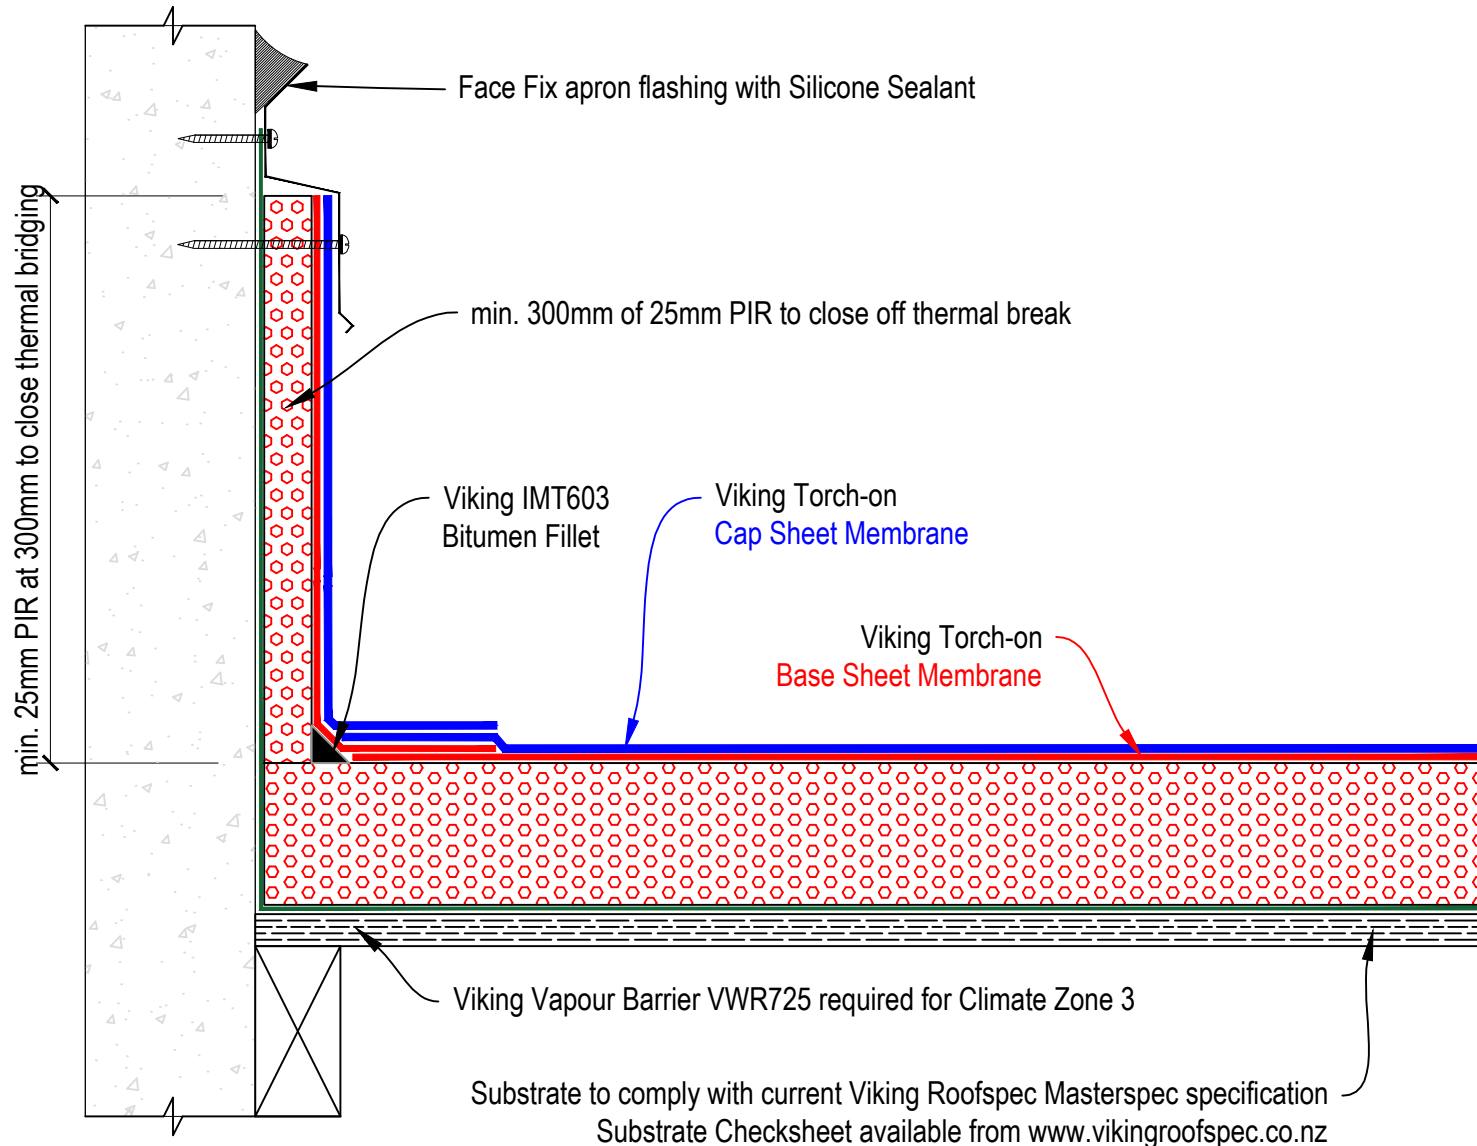 Face Fix apron flashing with Silicone Sealant
min. 25mm PIR at 300mm to close thermal bridging
min. 300mm of 25mm PIR to close off thermal break
Viking IMT603
Bitumen Fillet
Viking Torch-on
Cap Sheet Membrane
Viking Torch-on
Base Sheet Membrane
Viking Vapour Barrier VWR725 required for Climate Zone 3
Substrate to comply with current Viking Roofspec Masterspec specification
Substrate Checksheet available from www.vikingroofspec.co.nz